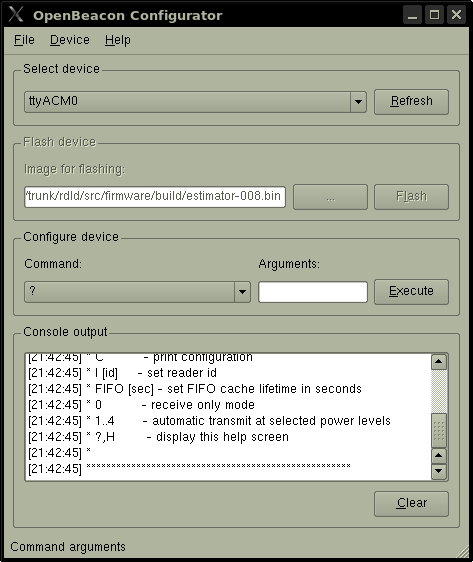 OpenBeacon Configurator
File Device Help
Select device
ttyACM0
Refresh
Flash device
Image for flashing:
/trunk/rdld/src/firmware/build/estimator-008.bin
...
Flash
Configure device
Command: Arguments:
?
Execute
Console output
[21:42:45] * C - print configuration
[21:42:45] * I [id] - set reader id
[21:42:45] * FIFO [sec] - set FIFO cache lifetime in seconds
[21:42:45] * 0 - receive only mode
[21:42:45] * 1..4 - automatic transmit at selected power levels
[21:42:45] * ?,H - display this help screen
[21:42:45] *
[21:42:45] *****************************************************
Clear
Command arguments